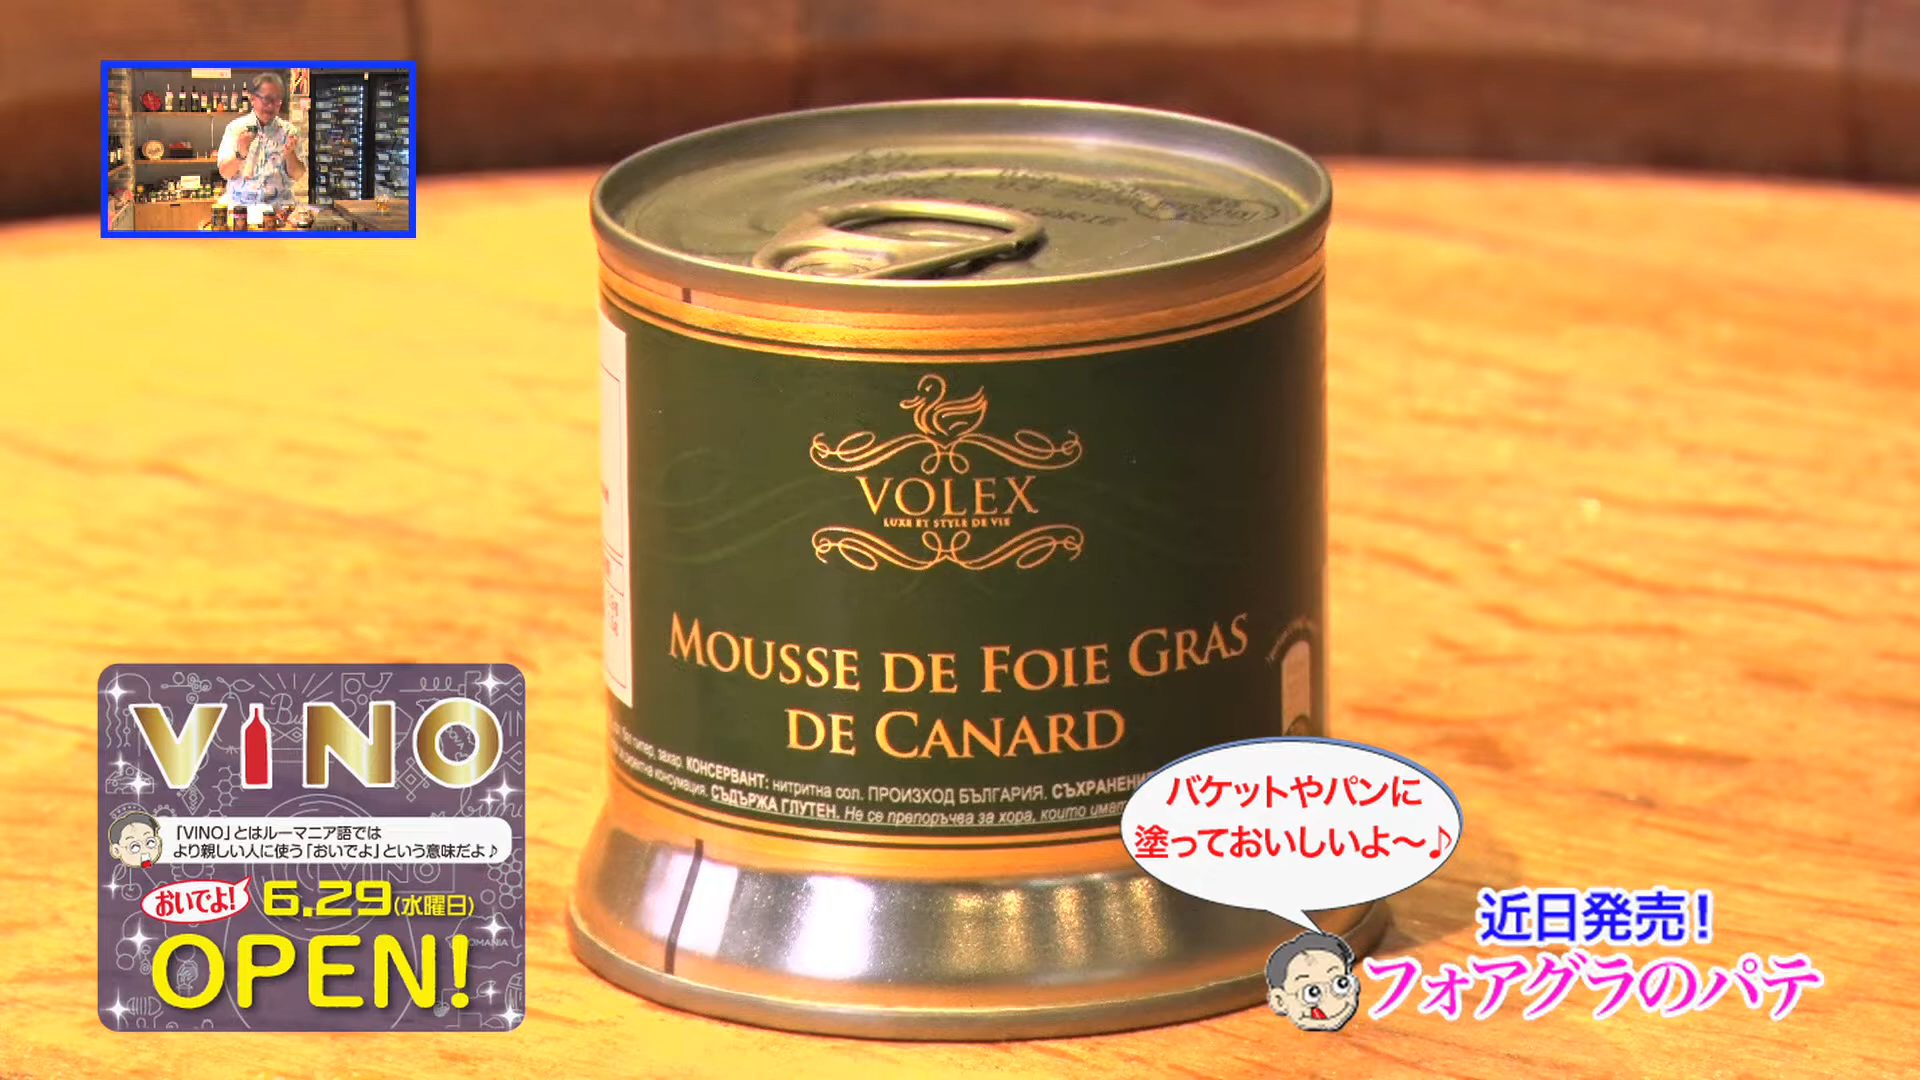 VOLEX
LUXE ET STYLE DE VIE
MOUSSE DE FOIE GRAS
DE CANARD
пипер, захар. КОНСЕРВАНТ: нитритна сол. ПРОИЗХОД БЪЛГАРИЯ. СЪХРАНЕНИ
консумация. СЪДЪРЖА ГЛУТЕН. Не се препоръчва за хора, които имат
VINO
「VINO」とはルーマニア語では
より親しい人に使う「おいでよ」という意味だよ♪
おいでよ!
6.29(水曜日)
OPEN!
バケットやパンに
塗っておいしいよ〜♪
近日発売!
フォアグラのパテ